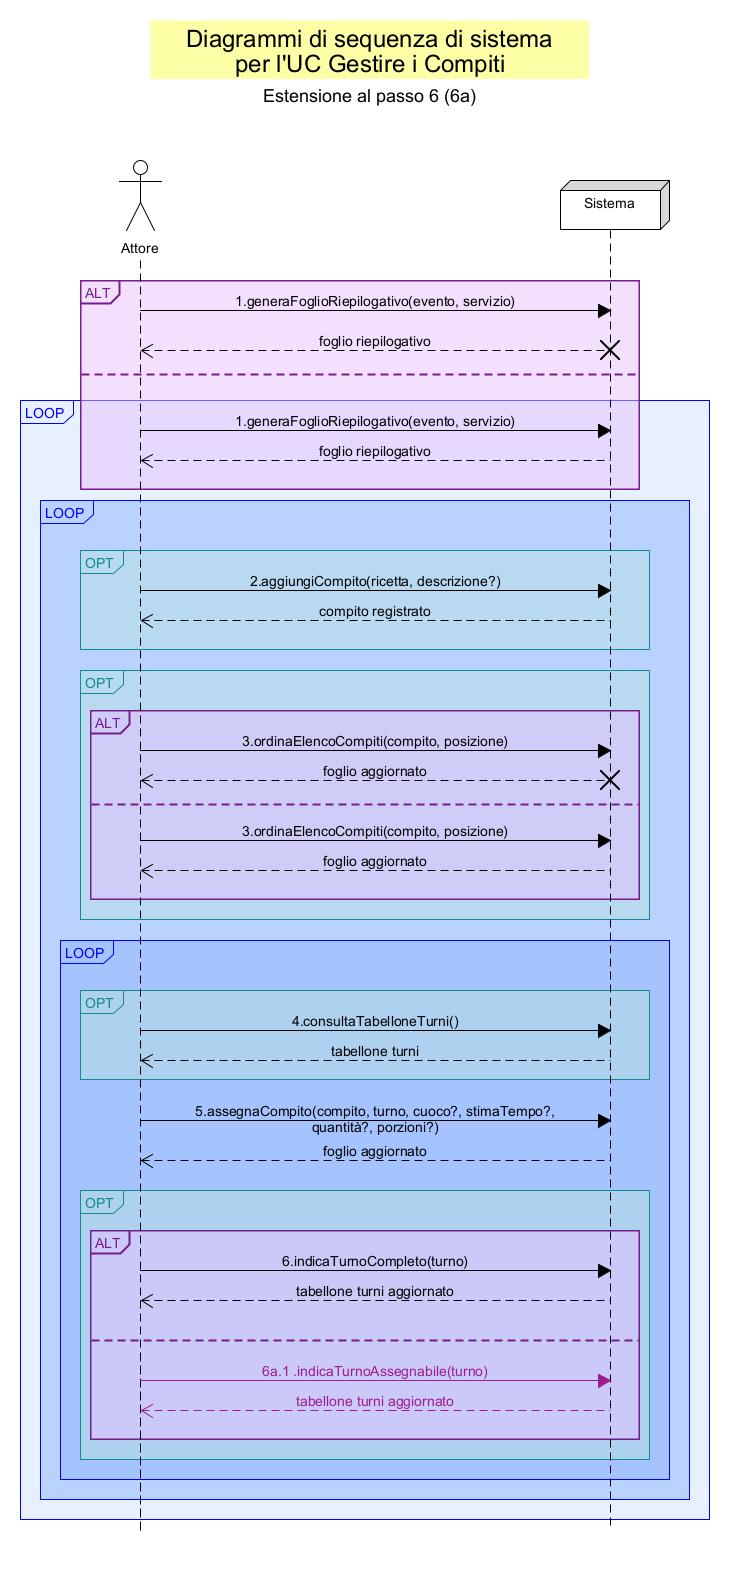 Diagrammi di sequenza di sistema
per l'UC Gestire i Compiti
Estensione al passo 6 (6a)
Sistema
Attore
ALT
1.generaFoglioRiepilogativo(evento, servizio)
foglio riepilogativo
LOOP
1.generaFoglioRiepilogativo(evento, servizio)
foglio riepilogativo
LOOP
OPT
2.aggiungiCompito(ricetta, descrizione?)
compito registrato
OPT
ALT
3.ordinaElencoCompiti(compito, posizione)
foglio aggiornato
3.ordinaElencoCompiti(compito, posizione)
foglio aggiornato
LOOP
OPT
4.consultaTabelloneTurni()
tabellone turni
5.assegnaCompito(compito, turno, cuoco?, stimaTempo?,
quantità?, porzioni?)
foglio aggiornato
OPT
ALT
6.indicaTurnoCompleto(turno)
tabellone turni aggiornato
6a.1 .indicaTurnoAssegnabile(turno)
tabellone turni aggiornato